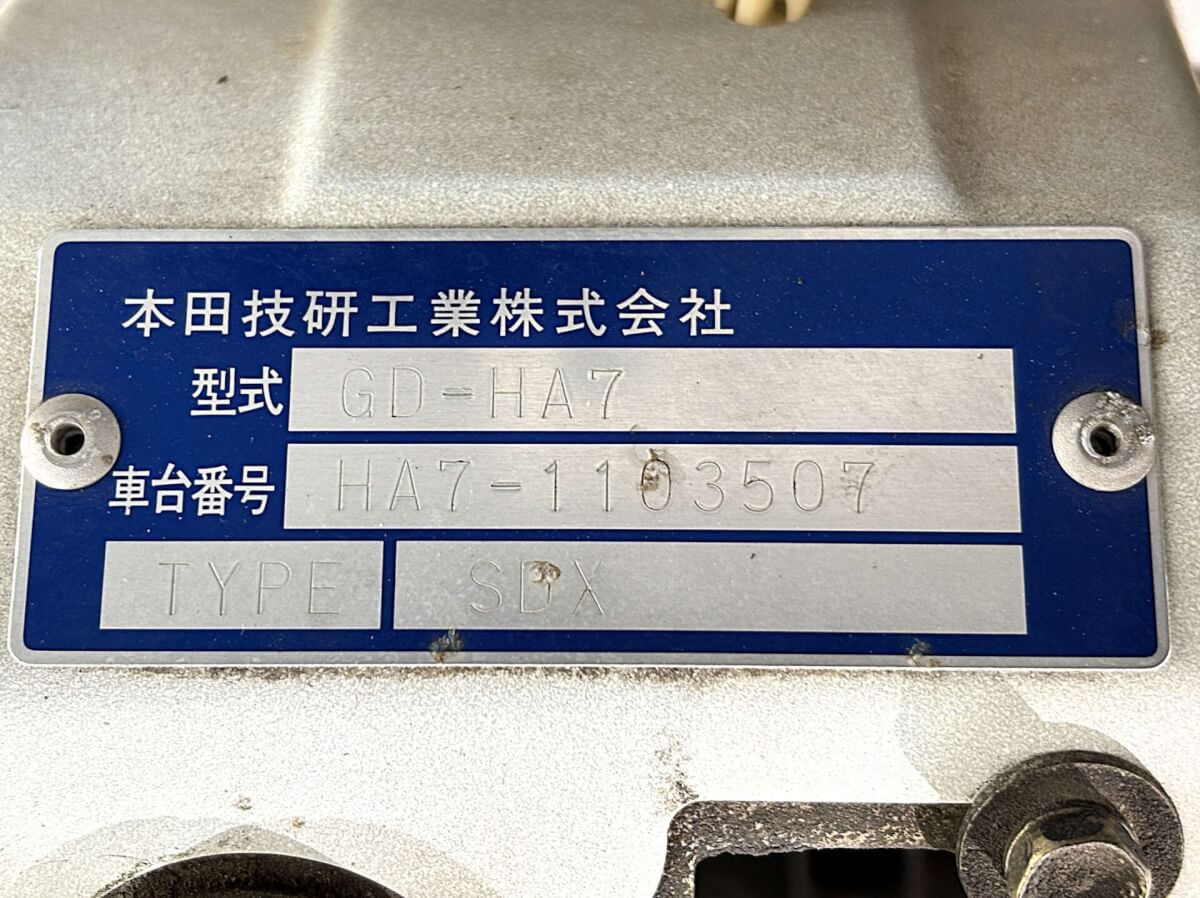 本田技研工業株式会社
型式 GD-HA7
車台番号 HA7-1103507
TYPE SDX